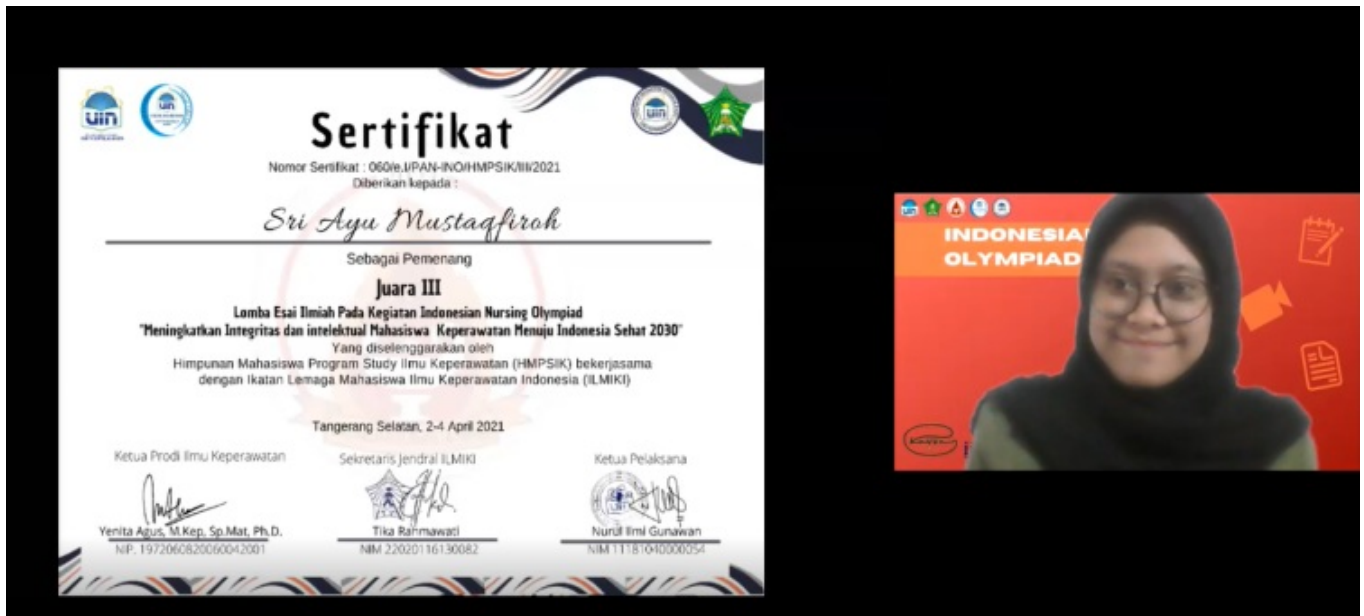 uin
uin
uin
Sertifikat
Nomor Sertifikat : 060/e.I/PAN-INO/HMPSIK/III/2021
Diberikan kepada :
Sri Ayu Mustaqfiroh
Sebagai Pemenang
Juara III
Lomba Esai Ilmiah Pada Kegiatan Indonesian Nursing Olympiad
"Meningkatkan Integritas dan intelektual Mahasiswa Keperawatan Menuju Indonesia Sehat 2030"
Yang diselenggarakan oleh
Himpunan Mahasiswa Program Study Ilmu Keperawatan (HMPSIK) bekerjasama
dengan Ikatan Lemaga Mahasiswa Ilmu Keperawatan Indonesia (ILMIKI)
Tangerang Selatan, 2-4 April 2021
Ketua Prodi Ilmu Keperawatan
Yenita Agus, M.Kep, Sp.Mat, Ph.D.
NIP. 1972060820060042001
Sekretaris Jendral ILMIKI
Tika Rahmawati
NIM 22020116130082
Ketua Pelaksana
Nurul Ilmi Gunawan
NIM 11181040000054
INDONESIA
OLYMPIAD